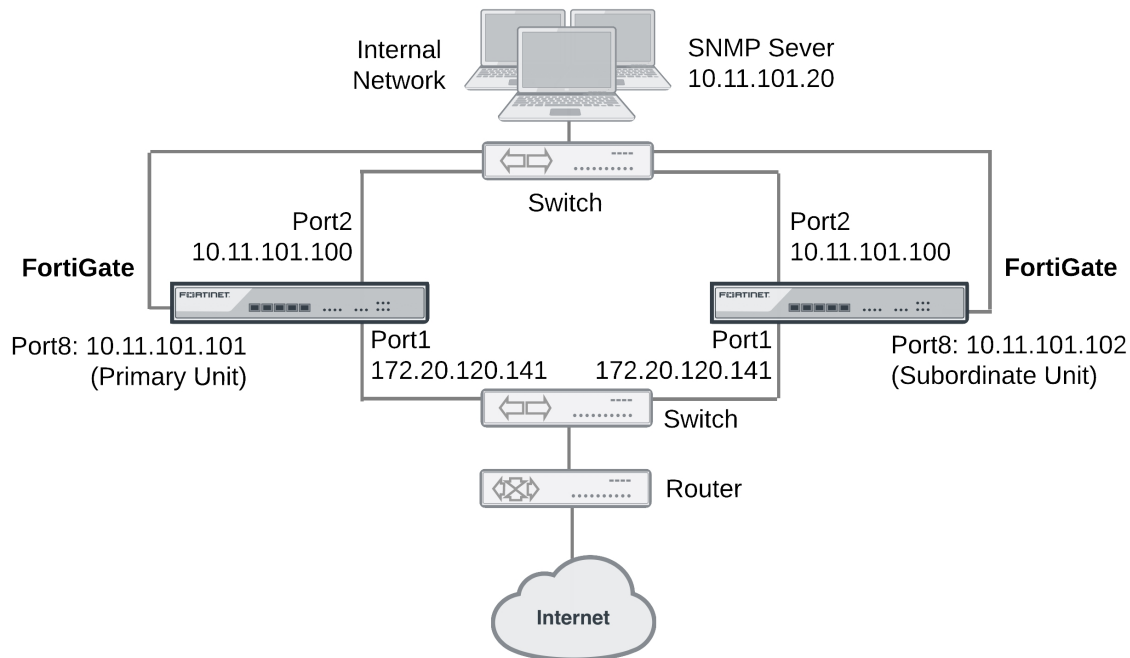 Internal
Network
SNMP Sever
10.11.101.20
Switch
Port2
10.11.101.100
Port2
10.11.101.100
FortiGate
FortiGate
FORTINET
FORTINET
Port8: 10.11.101.101
(Primary Unit)
Port1
172.20.120.141
Port1
172.20.120.141
Port8: 10.11.101.102
(Subordinate Unit)
Switch
Router
Internet